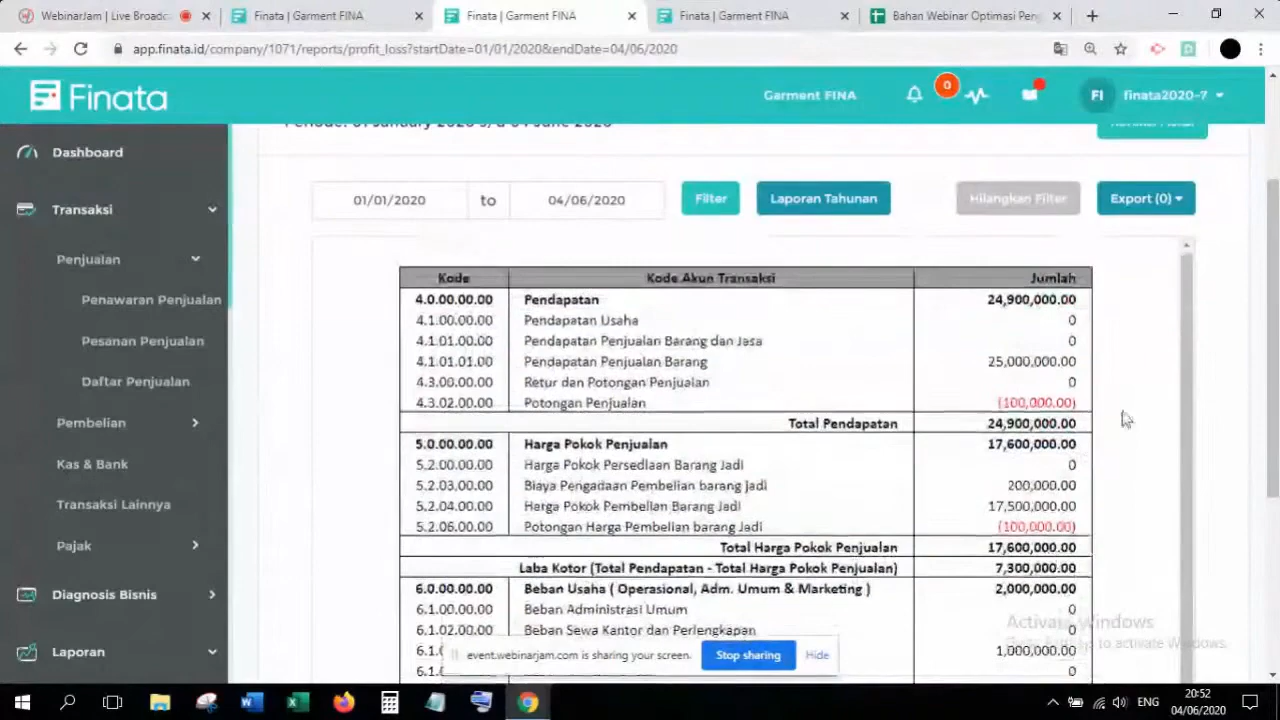 WebinarJam | Live Broadca
Finata | Garment FINA
Finata | Garment FINA
Finata | Garment FINA
Bahan Webinar Optimasi Pen
app.finata.id/company/1071/reports/profit_loss?startDate=01/01/2020&endDate=04/06/2020
Finata
Garment FINA
0
FI
finata2020-7
Dashboard
Transaksi
Penjualan
Penawaran Penjualan
Pesanan Penjualan
Daftar Penjualan
Pembelian
Kas & Bank
Transaksi Lainnya
Pajak
Diagnosis Bisnis
Laporan
01/01/2020 to 04/06/2020 Filter Laporan Tahunan Hilangkan Filter Export (0)
Kode Kode Akun Transaksi Jumlah
4.0.00.00.00 Pendapatan 24,900,000.00
4.1.00.00.00 Pendapatan Usaha 0
4.1.01.00.00 Pendapatan Penjualan Barang dan Jasa 0
4.1.01.01.00 Pendapatan Penjualan Barang 25,000,000.00
4.3.00.00.00 Retur dan Potongan Penjualan 0
4.3.02.00.00 Potongan Penjualan (100,000.00)
Total Pendapatan 24,900,000.00
5.0.00.00.00 Harga Pokok Penjualan 17,600,000.00
5.2.00.00.00 Harga Pokok Persediaan Barang Jadi 0
5.2.03.00.00 Biaya Pengadaan Pembelian barang jadi 200,000.00
5.2.04.00.00 Harga Pokok Pembelian Barang Jadi 17,500,000.00
5.2.06.00.00 Potongan Harga Pembelian barang Jadi (100,000.00)
Total Harga Pokok Penjualan 17,600,000.00
Laba Kotor (Total Pendapatan - Total Harga Pokok Penjualan) 7,300,000.00
6.0.00.00.00 Beban Usaha ( Operasional, Adm. Umum & Marketing ) 2,000,000.00
6.1.00.00.00 Beban Administrasi Umum 0
6.1.02.00.00 Beban Sewa Kantor dan Perlengkapan 0
1,000,000.00
0
Activate Windows
to activate Windows.
event.webinarjam.com is sharing your screen.
Stop sharing
Hide
ENG
20:52
04/06/2020